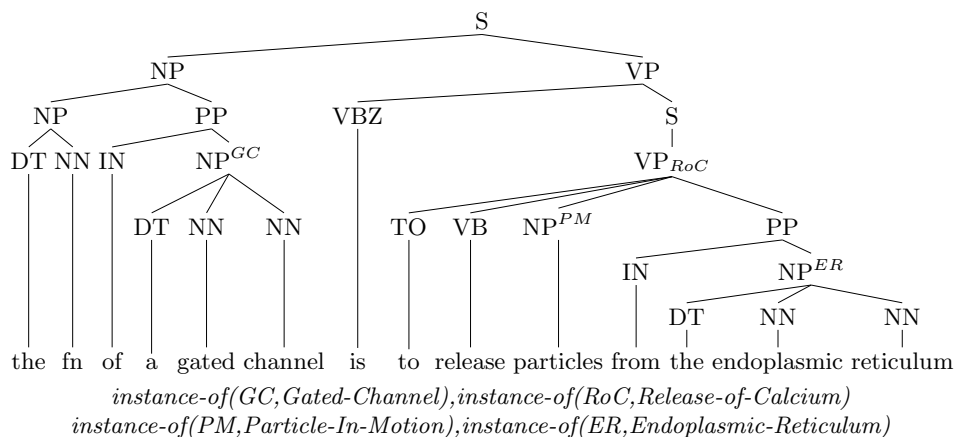 S
NP VP
NP PP VBZ S
DT NN IN NP^GC VP_RoC
DT NN NN TO VB NP^PM PP
IN NP^ER
DT NN NN
the fn of a gated channel is to release particles from the endoplasmic reticulum
instance-of(GC,Gated-Channel),instance-of(RoC,Release-of-Calcium)
instance-of(PM,Particle-In-Motion),instance-of(ER,Endoplasmic-Reticulum)